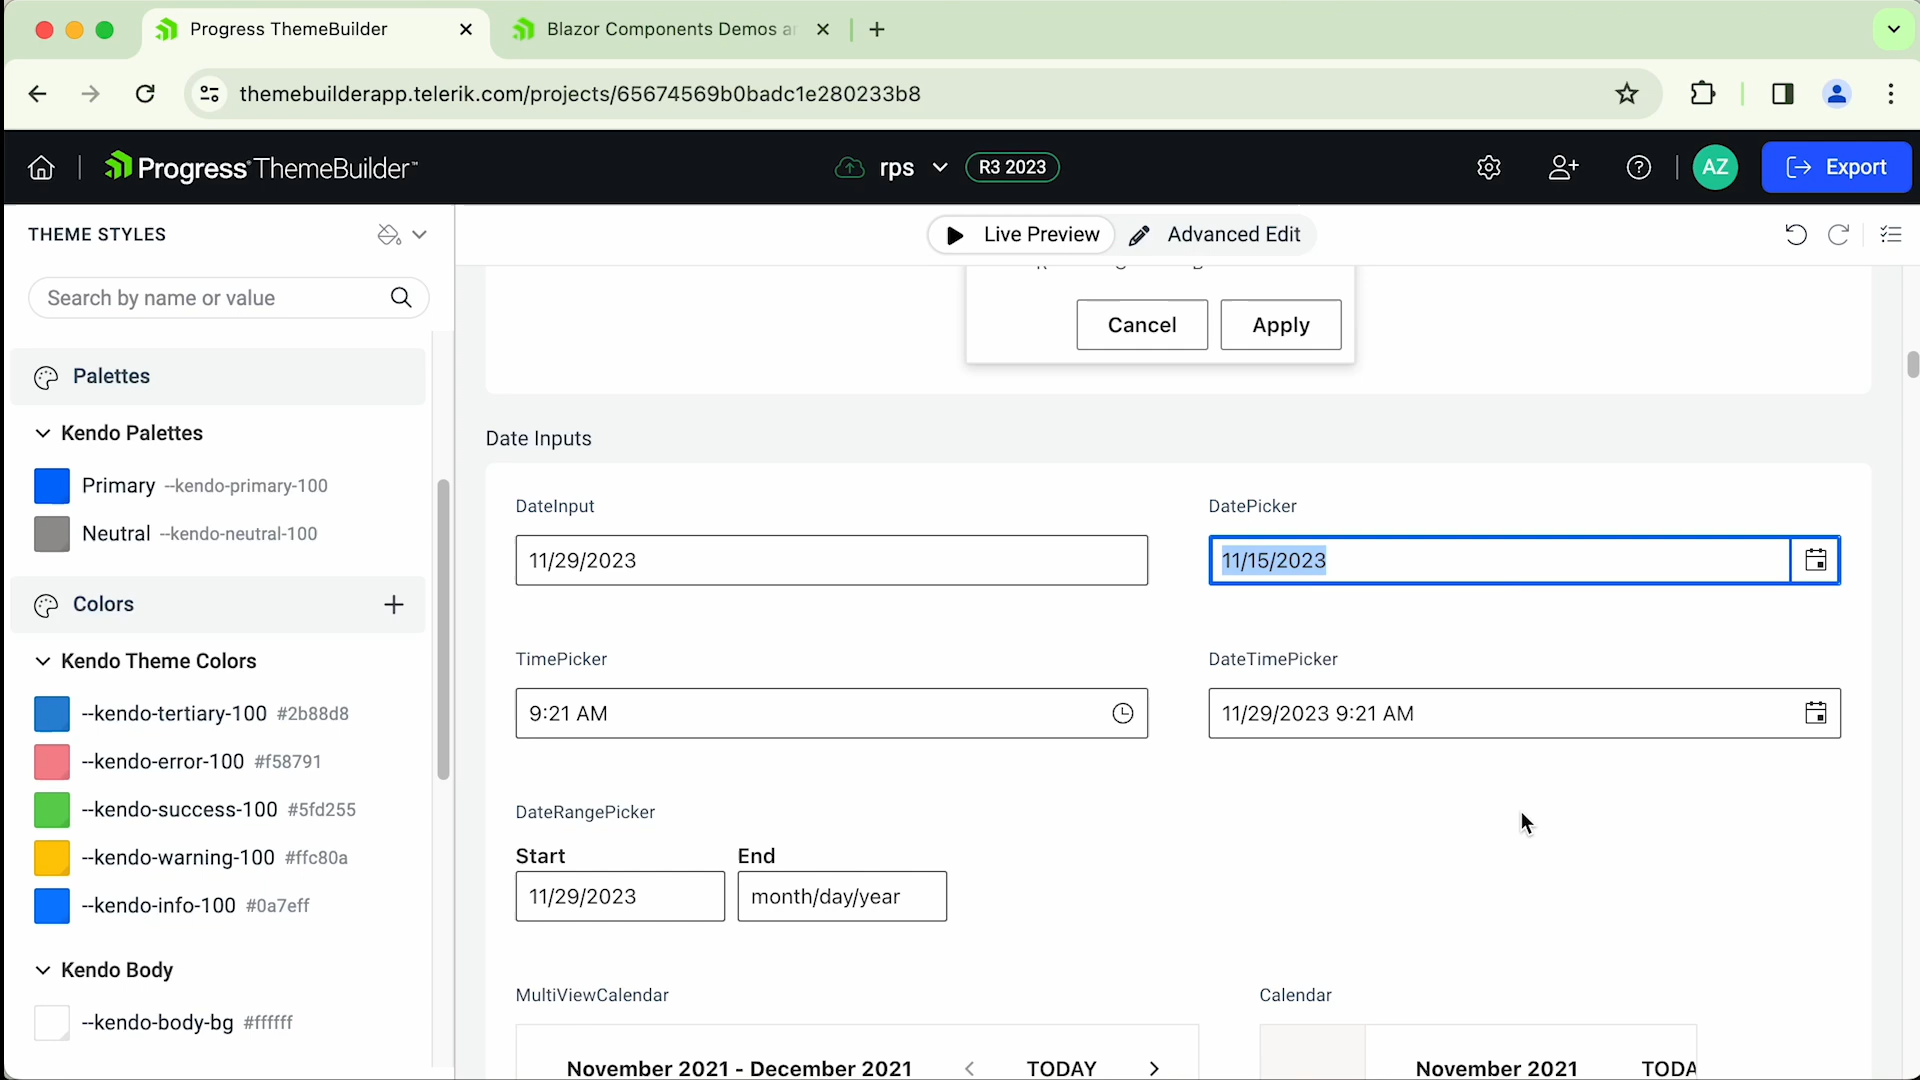 Progress ThemeBuilder
Blazor Components Demos a
themebuilderapp.telerik.com/projects/65674569b0badc1e280233b8
Progress ThemeBuilder™
rps
R3 2023
AZ
Export
THEME STYLES
Live Preview
Advanced Edit
Search by name or value
Cancel
Apply
Palettes
Kendo Palettes
Primary --kendo-primary-100
Neutral --kendo-neutral-100
Colors
Kendo Theme Colors
--kendo-tertiary-100 #2b88d8
--kendo-error-100 #f58791
--kendo-success-100 #5fd255
--kendo-warning-100 #ffc80a
--kendo-info-100 #0a7eff
Kendo Body
--kendo-body-bg #ffffff
Date Inputs
DateInput
11/29/2023
DatePicker
11/15/2023
TimePicker
9:21 AM
DateTimePicker
11/29/2023 9:21 AM
DateRangePicker
Start
End
11/29/2023
month/day/year
MultiViewCalendar
November 2021 - December 2021
TODAY
Calendar
November 2021
TODA